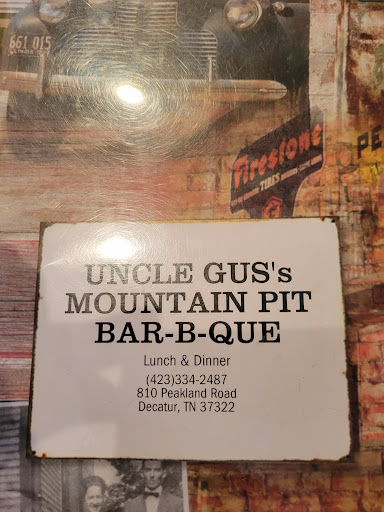 661 015
ILLINOIS
Firestone
TIRES
UNCLE GUS's
MOUNTAIN PIT
BAR-B-QUE
Lunch & Dinner
(423)334-2487
810 Peakland Road
Decatur, TN 37322